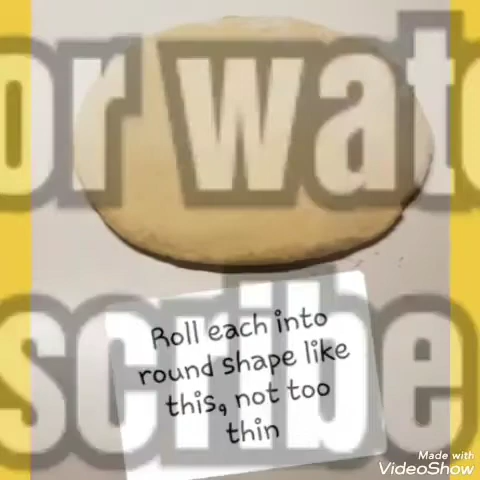 or wat
scribe
Roll each into
round shape like
this, not too
thin
Made with
VideoShow